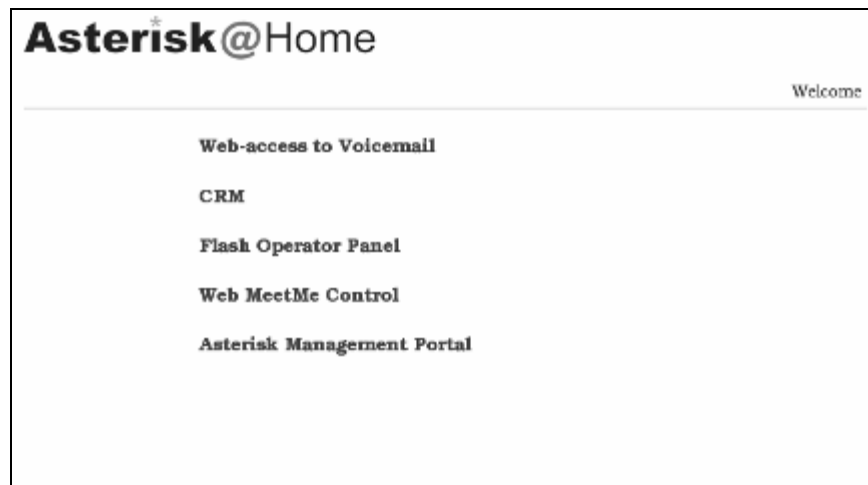 Asterisk@Home
Welcome
Web-access to Voicemail
CRM
Flash Operator Panel
Web MeetMe Control
Asterisk Management Portal